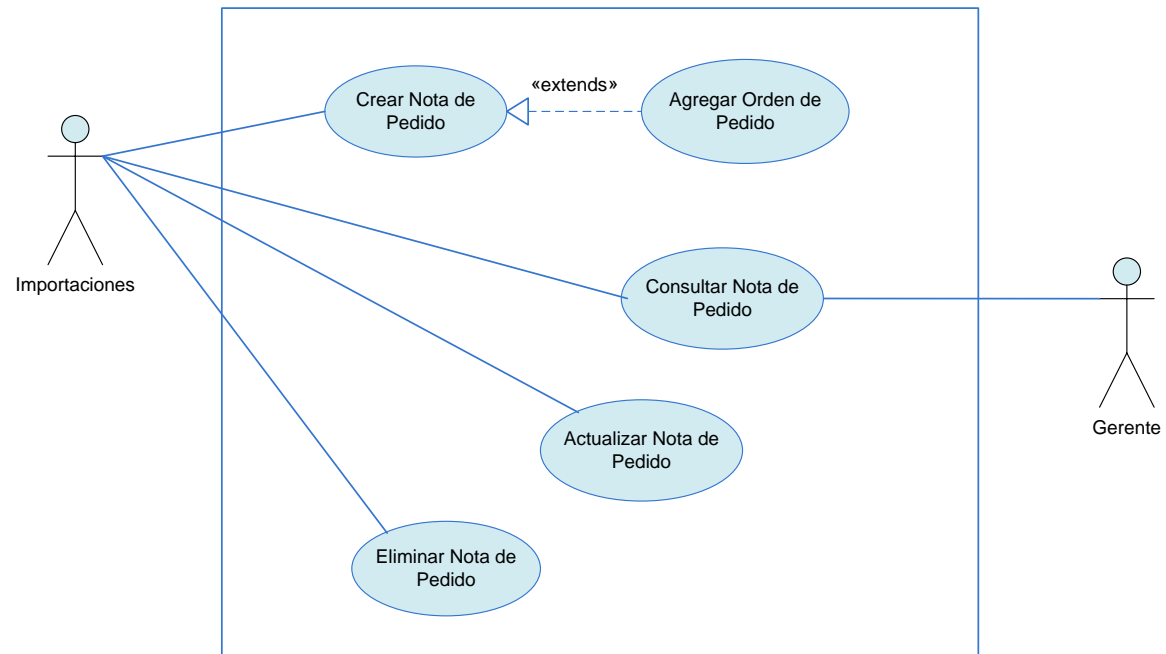 «extends»
Crear Nota de
Pedido
Agregar Orden de
Pedido
Importaciones
Consultar Nota de
Pedido
Gerente
Actualizar Nota de
Pedido
Eliminar Nota de
Pedido